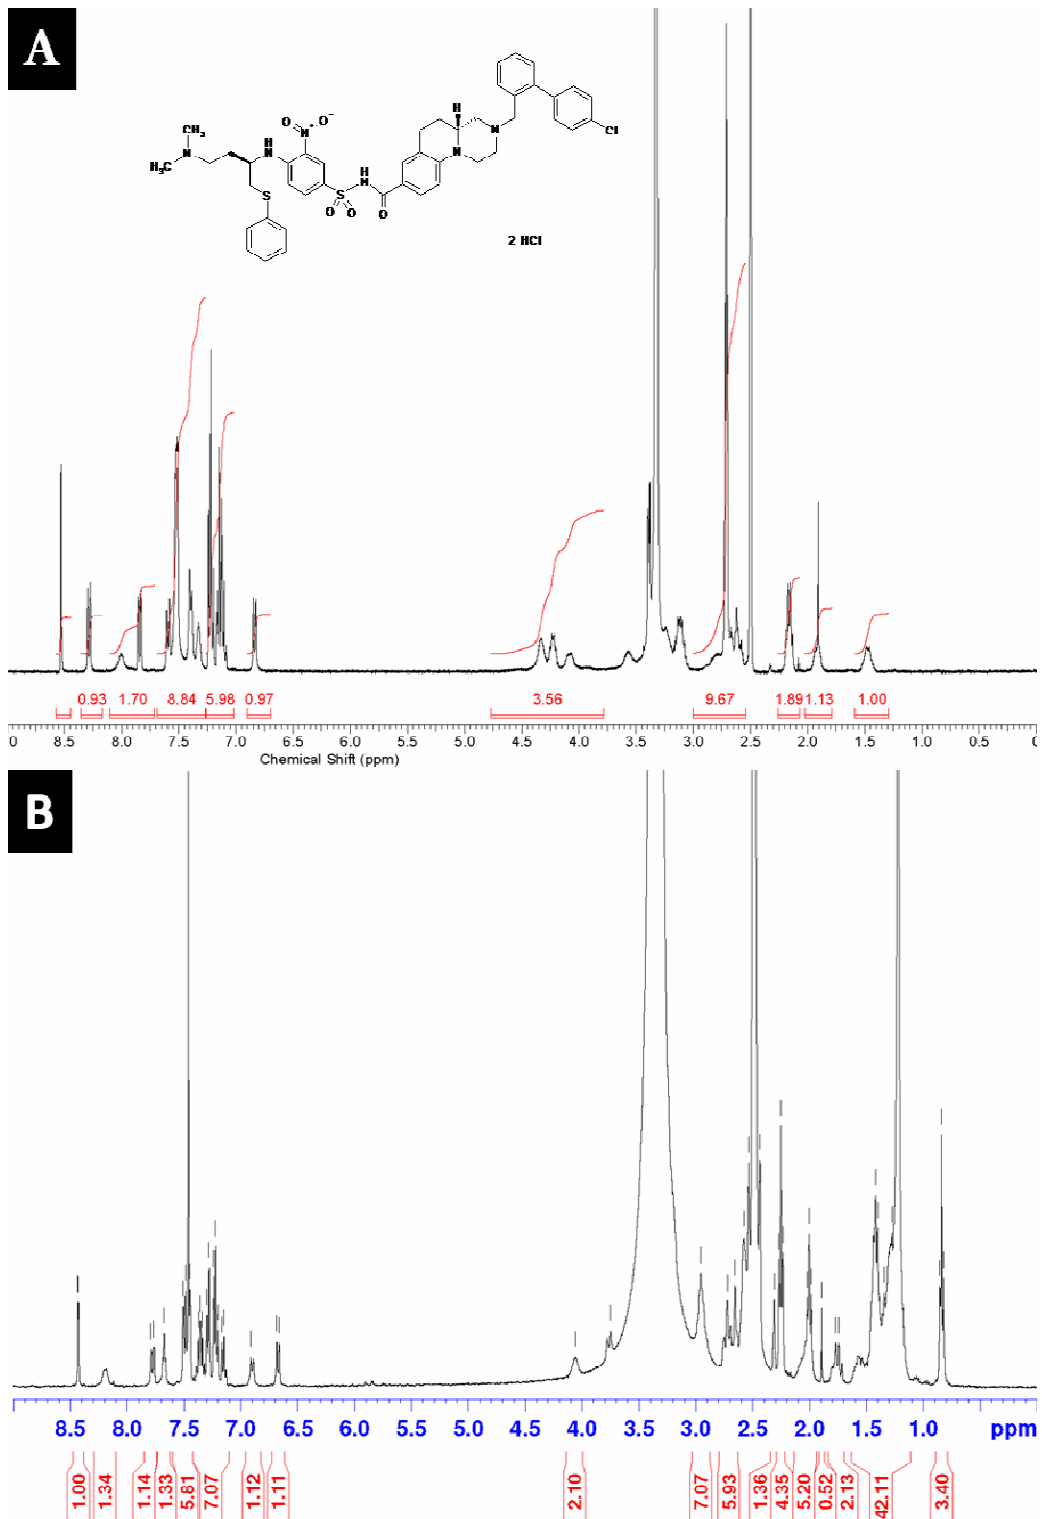 A
CH₃
H₃C
N
H
N
N⁺
O
O⁻
S
S
O
O
NH
O
H
N
N
Cl
2 HCl
0.93 1.70 8.84 5.98 0.97 3.56 9.67 1.89 1.13 1.00
0 8.5 8.0 7.5 7.0 6.5 6.0 5.5 5.0 4.5 4.0 3.5 3.0 2.5 2.0 1.5 1.0 0.5 0
Chemical Shift (ppm)
B
8.5 8.0 7.5 7.0 6.5 6.0 5.5 5.0 4.5 4.0 3.5 3.0 2.5 2.0 1.5 1.0 ppm
1.00 1.34 1.14 1.33 5.81 7.07 1.12 1.11 2.10 7.07 5.93 1.36 4.35 5.20 0.52 2.13 42.11 3.40